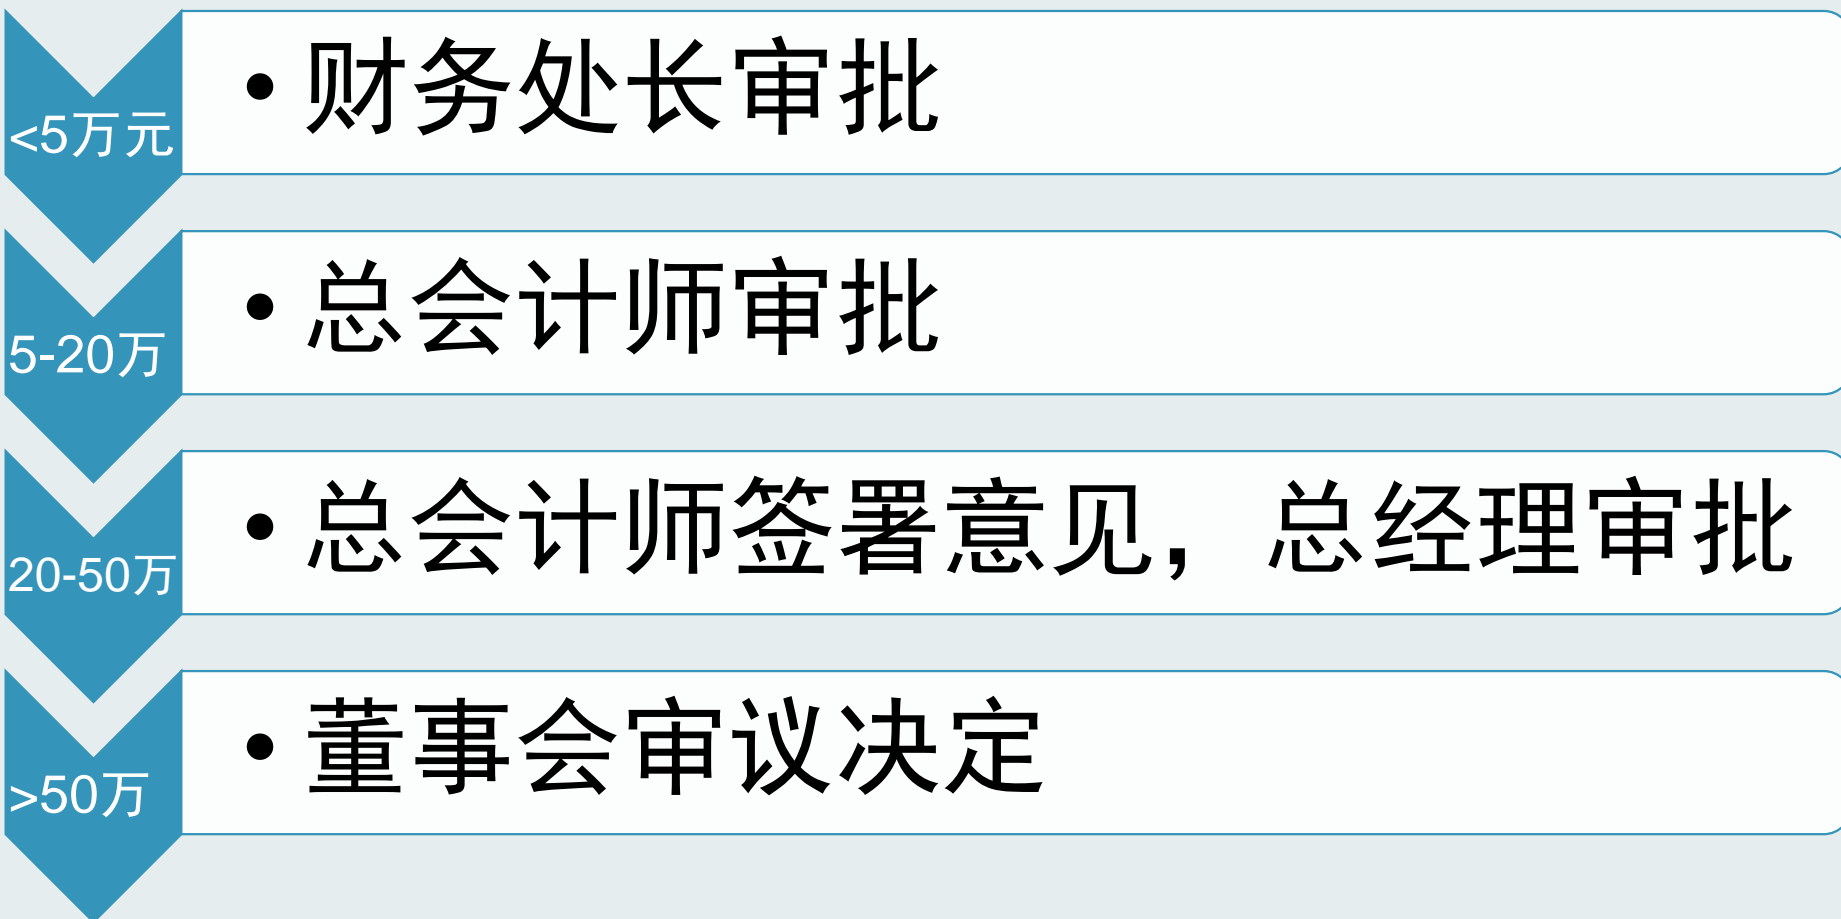 <5万元
• 财务处长审批
5-20万
• 总会计师审批
20-50万
• 总会计师签署意见，总经理审批
>50万
• 董事会审议决定